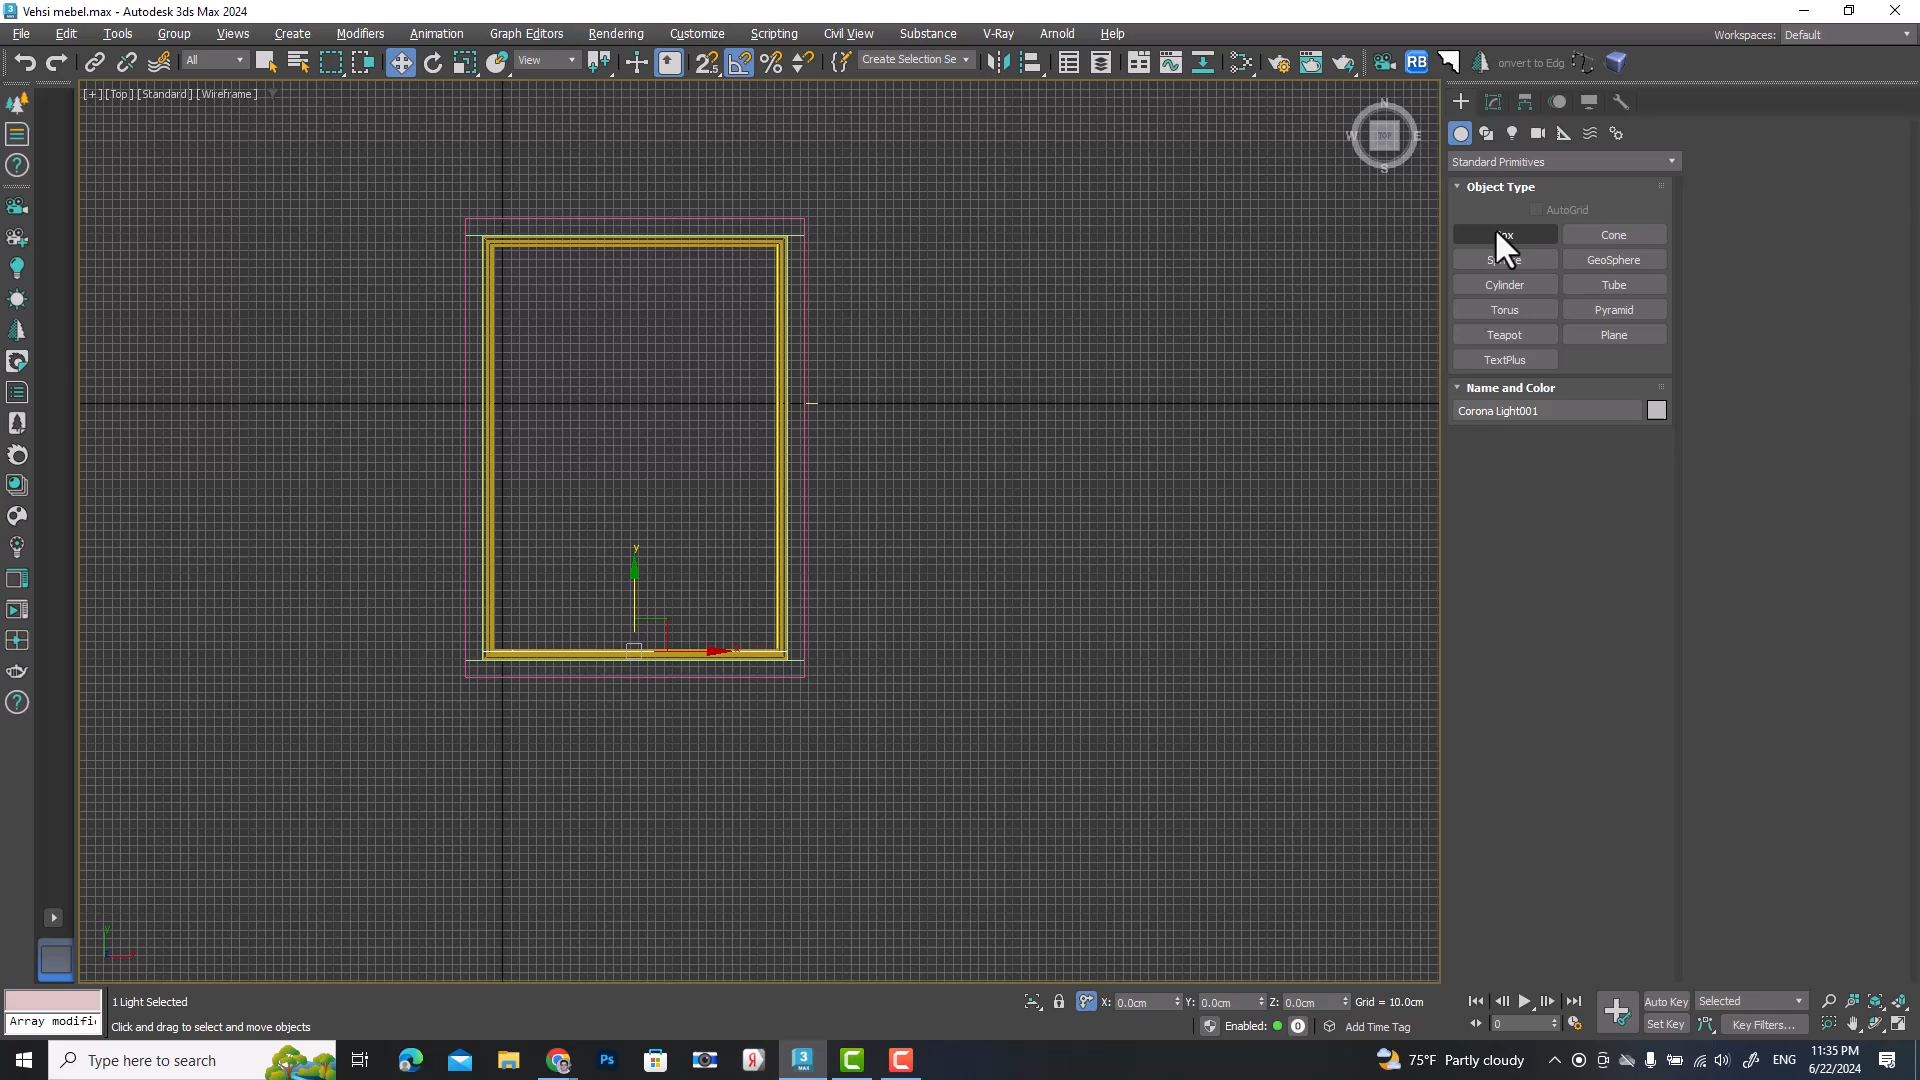 Vehsi mebel.max - Autodesk 3ds Max 2024
File Edit Tools Group Views Create Modifiers Animation Graph Editors Rendering Customize Scripting Civil View Substance V-Ray Arnold Help
Workspaces: Default
All View Create Selection Se RB onvert to Edg
[+] [Top] [Standard] [Wireframe]
N
W TOP E
S
Standard Primitives
Object Type
AutoGrid
Cone
GeoSphere
Cylinder Tube
Torus Pyramid
Teapot Plane
TextPlus
Name and Color
Corona Light001
y
y
1 Light Selected
X: 0.0cm Y: 0.0cm Z: 0.0cm Grid = 10.0cm
Auto Key Selected
Array modifi
Click and drag to select and move objects
Enabled: 0 Add Time Tag
0 Set Key Key Filters...
Type here to search
Ps
Я
3
MAX
75°F Partly cloudy
ENG
11:35 PM
6/22/2024